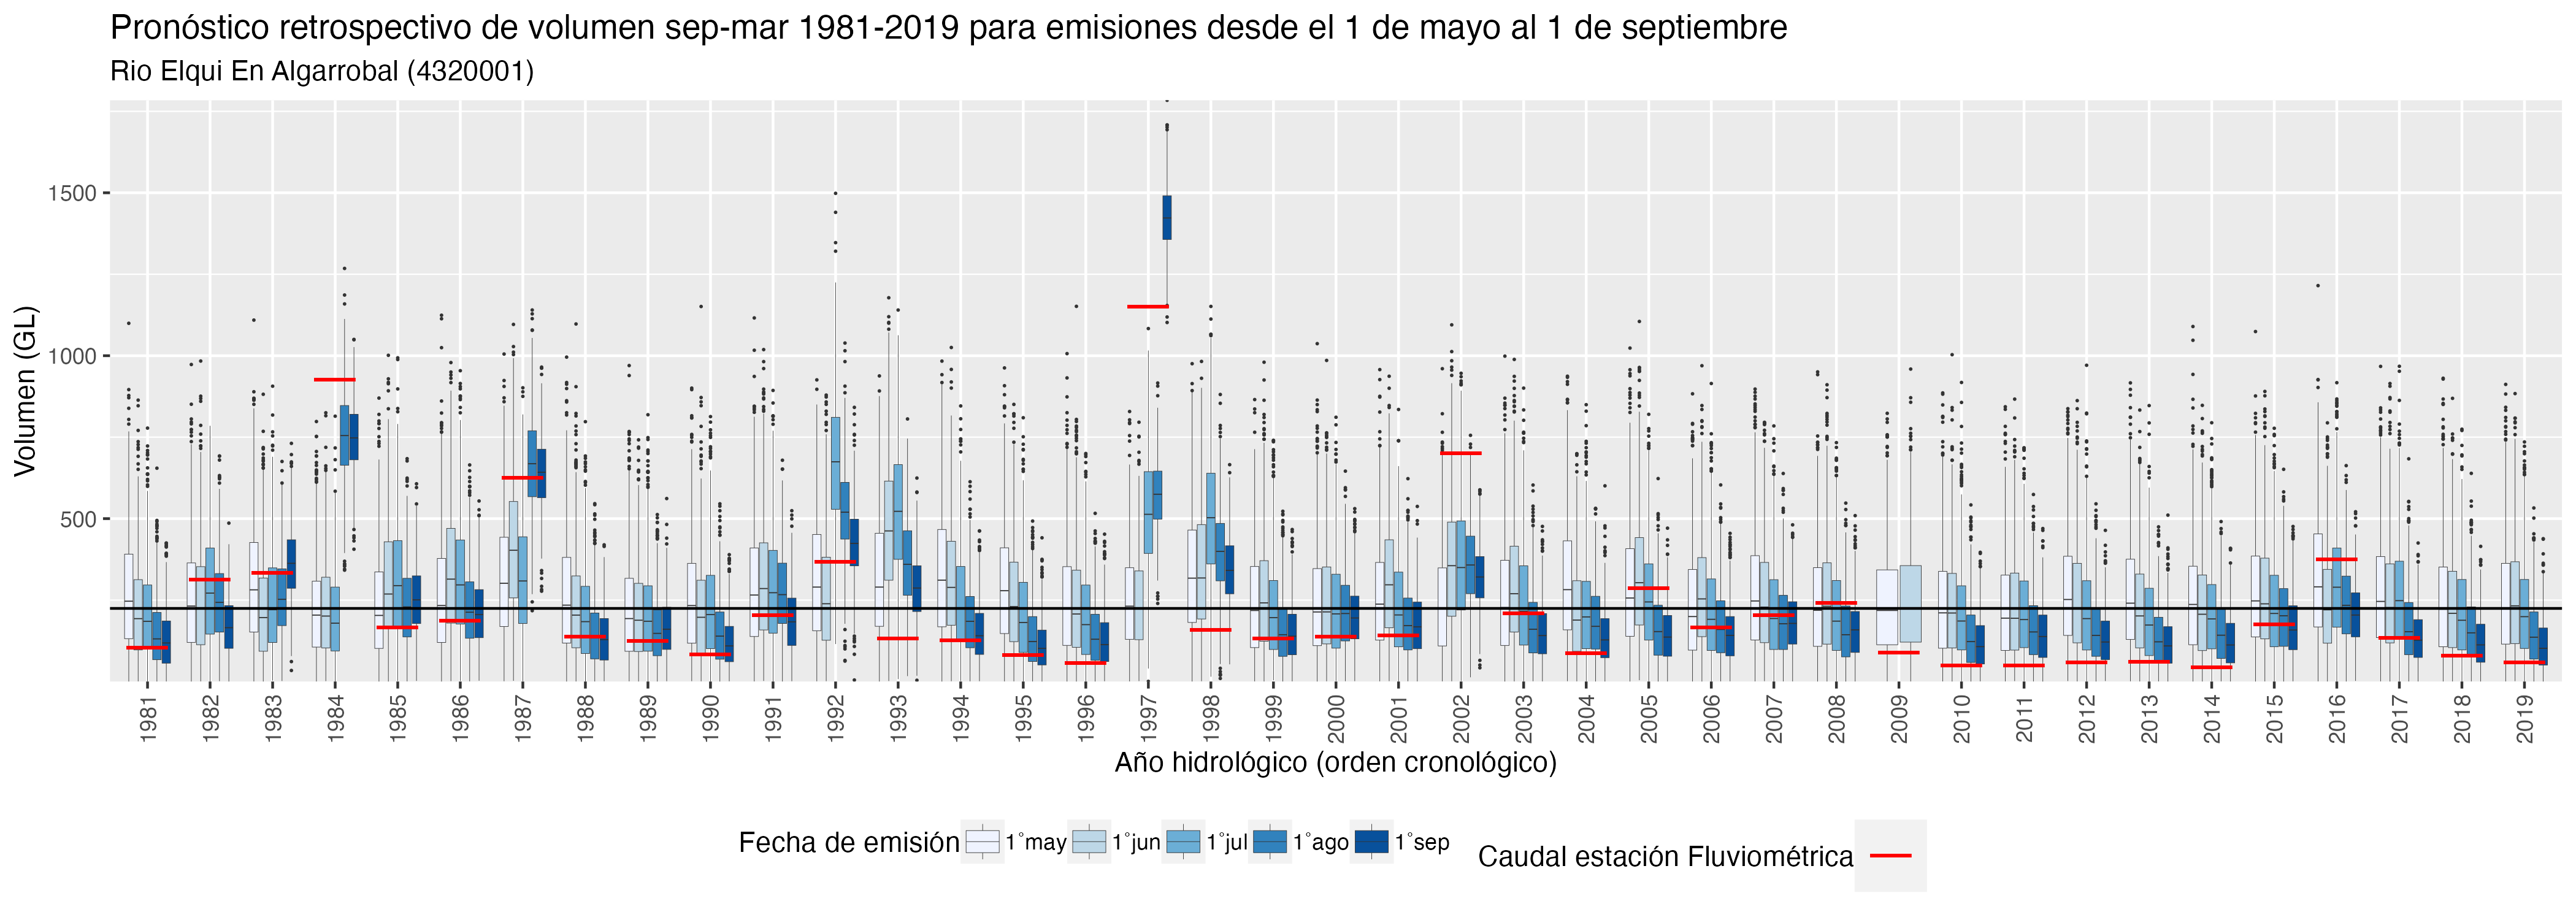 Pronóstico retrospectivo de volumen sep-mar 1981-2019 para emisiones desde el 1 de mayo al 1 de septiembre
Rio Elqui En Algarrobal (4320001)
Volumen (GL)
1500
1000
500
1981 1982 1983 1984 1985 1986 1987 1988 1989 1990 1991 1992 1993 1994 1995 1996 1997 1998 1999 2000 2001 2002 2003 2004 2005 2006 2007 2008 2009 2010 2011 2012 2013 2014 2015 2016 2017 2018 2019
Año hidrológico (orden cronológico)
Fecha de emisión 1°may 1°jun 1°jul 1°ago 1°sep Caudal estación Fluviométrica